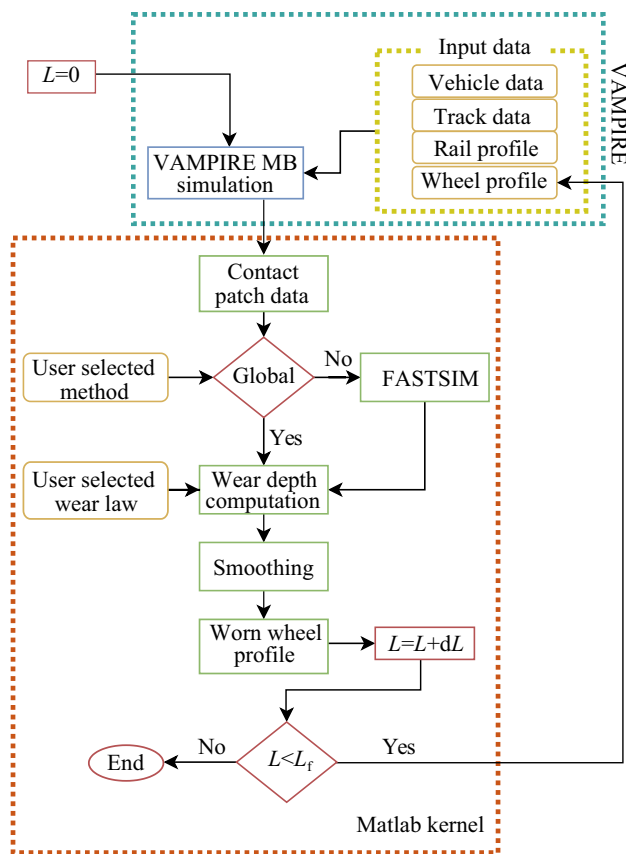 Input data
VAMPIRE
L=0
Vehicle data
Track data
Rail profile
Wheel profile
VAMPIRE MB
simulation
Contact
patch data
User selected
method
Global
No
FASTSIM
Yes
User selected
wear law
Wear depth
computation
Smoothing
Worn wheel
profile
L=L+dL
End
No
L<Lf
Yes
Matlab kernel